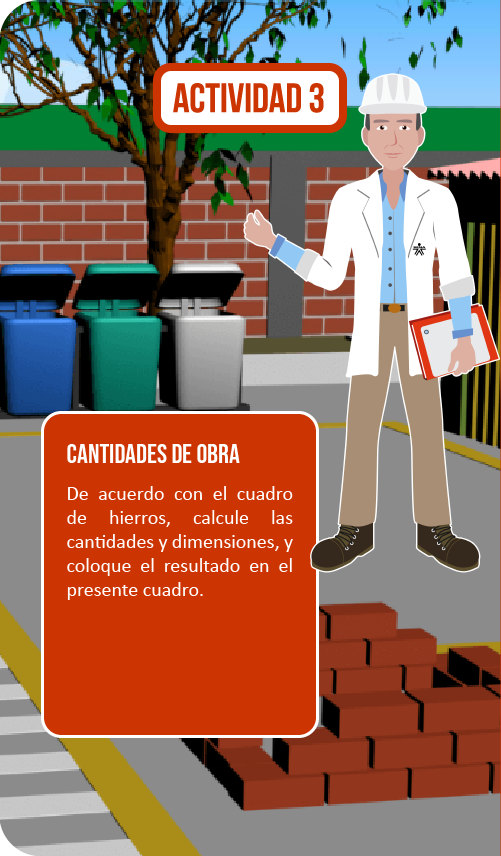 ACTIVIDAD 3
CANTIDADES DE OBRA
De acuerdo con el cuadro
de hierros, calcule las
cantidades y dimensiones, y
coloque el resultado en el
presente cuadro.